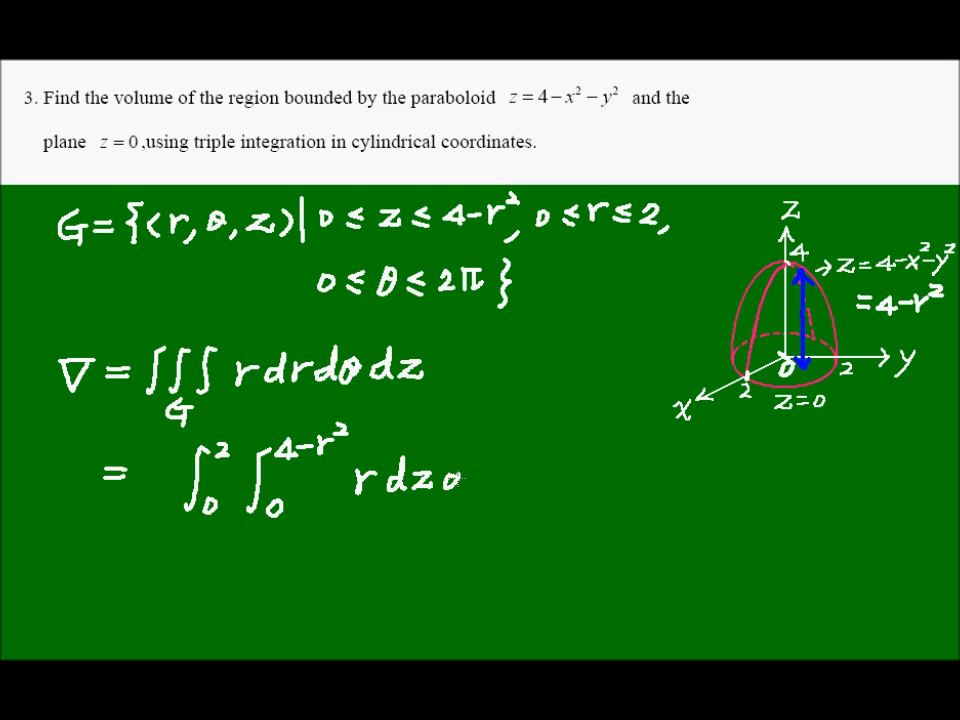 3. Find the volume of the region bounded by the paraboloid z = 4 − x² − y² and the
plane z = 0 ,using triple integration in cylindrical coordinates.
G = {(r, θ, z) | 0 ≤ z ≤ 4-r², 0 ≤ r ≤ 2,
0 ≤ θ ≤ 2π }
V = ∭_G r dr dθ dz
= ∫₀² ∫₀^{4-r²} r dz
z
4
→ z = 4-x²-y²
= 4-r²
0
2
y
2
x
z=0